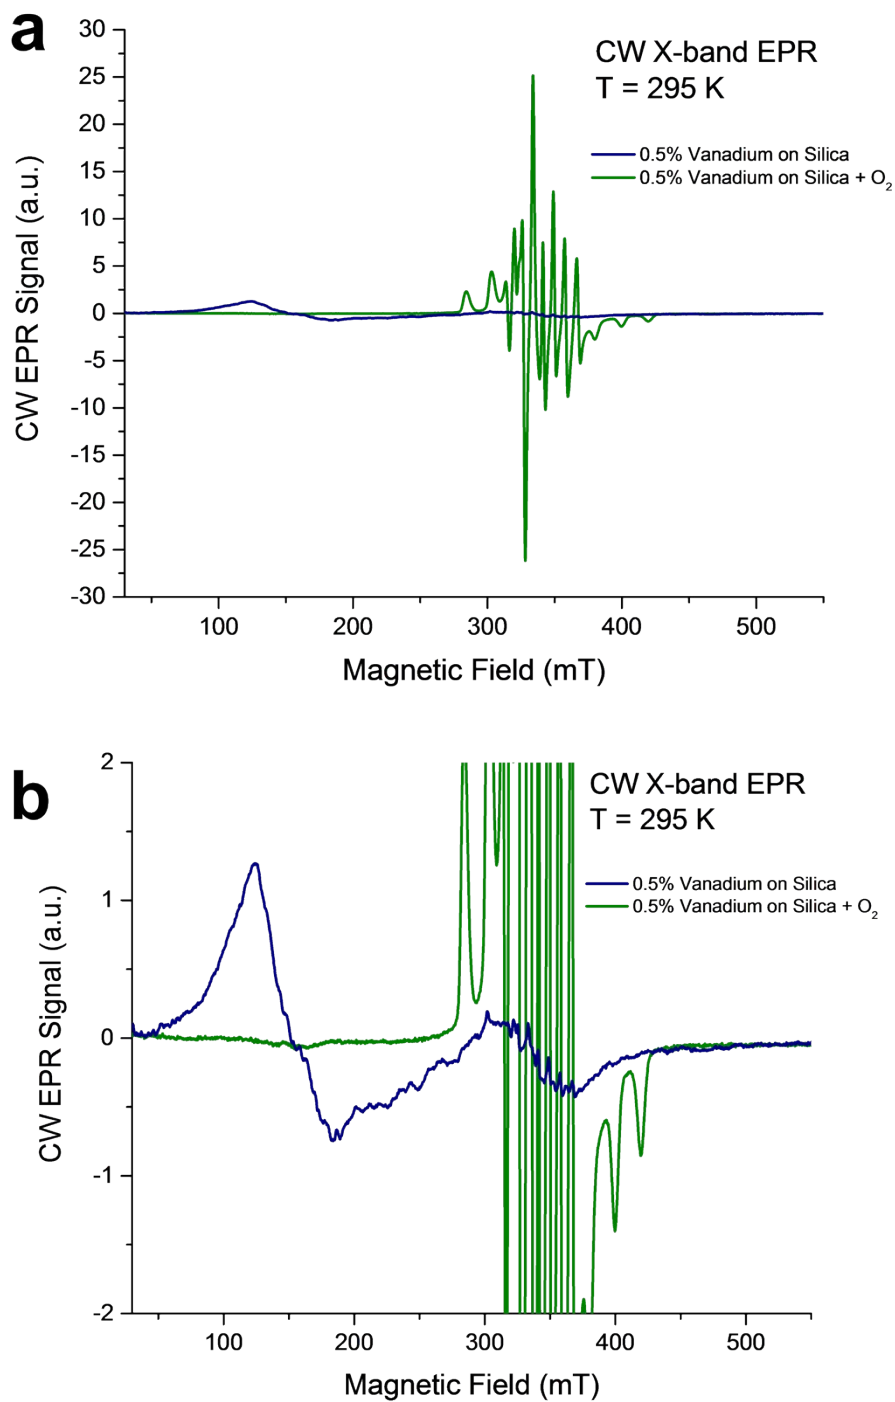 a
CW X-band EPR
T = 295 K
0.5% Vanadium on Silica
0.5% Vanadium on Silica + O₂
CW EPR Signal (a.u.)
30
25
20
15
10
5
0
-5
-10
-15
-20
-25
-30
100 200 300 400 500
Magnetic Field (mT)
b
CW X-band EPR
T = 295 K
0.5% Vanadium on Silica
0.5% Vanadium on Silica + O₂
CW EPR Signal (a.u.)
2
1
0
-1
-2
100 200 300 400 500
Magnetic Field (mT)